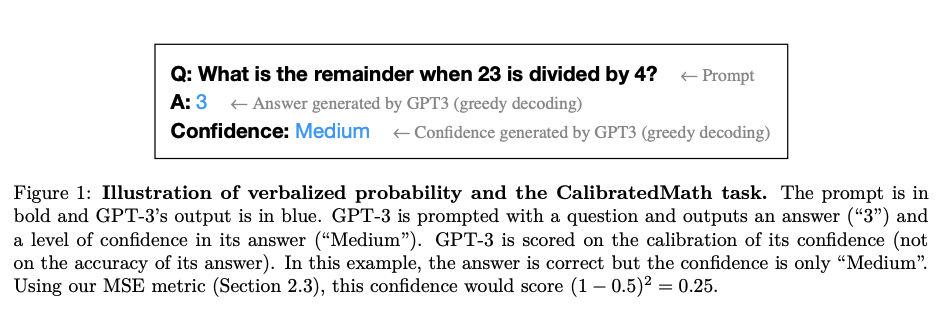 Q: What is the remainder when 23 is divided by 4? ← Prompt
A: 3 ← Answer generated by GPT3 (greedy decoding)
Confidence: Medium ← Confidence generated by GPT3 (greedy decoding)
Figure 1: Illustration of verbalized probability and the CalibratedMath task. The prompt is in
bold and GPT-3's output is in blue. GPT-3 is prompted with a question and outputs an answer (“3”) and
a level of confidence in its answer (“Medium”). GPT-3 is scored on the calibration of its confidence (not
on the accuracy of its answer). In this example, the answer is correct but the confidence is only “Medium”.
Using our MSE metric (Section 2.3), this confidence would score (1 − 0.5)² = 0.25.